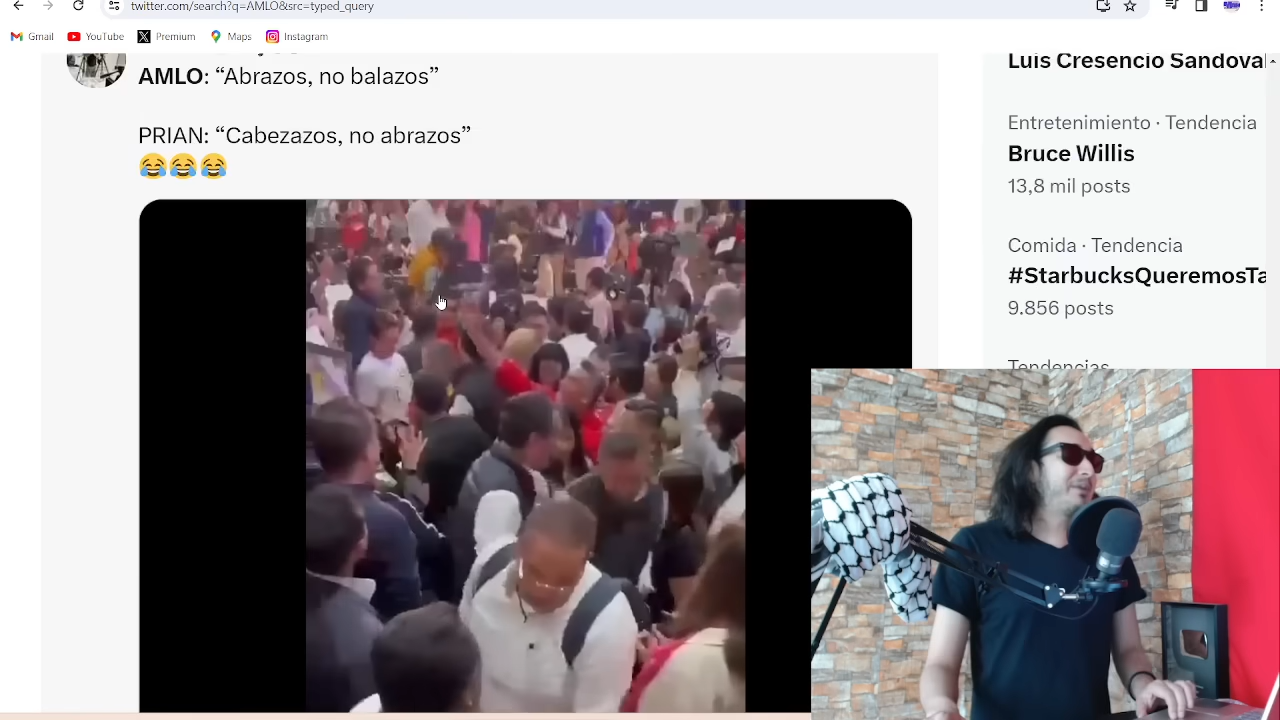 twitter.com/search?q=AMLO&src=typed_query
Gmail
YouTube
Premium
Maps
Instagram
AMLO: “Abrazos, no balazos”
PRIAN: “Cabezazos, no abrazos”
😂😂😂
Luis Cresencio Sandoval
Entretenimiento · Tendencia
Bruce Willis
13,8 mil posts
Comida · Tendencia
#StarbucksQueremosTa
9.856 posts
Tendencias